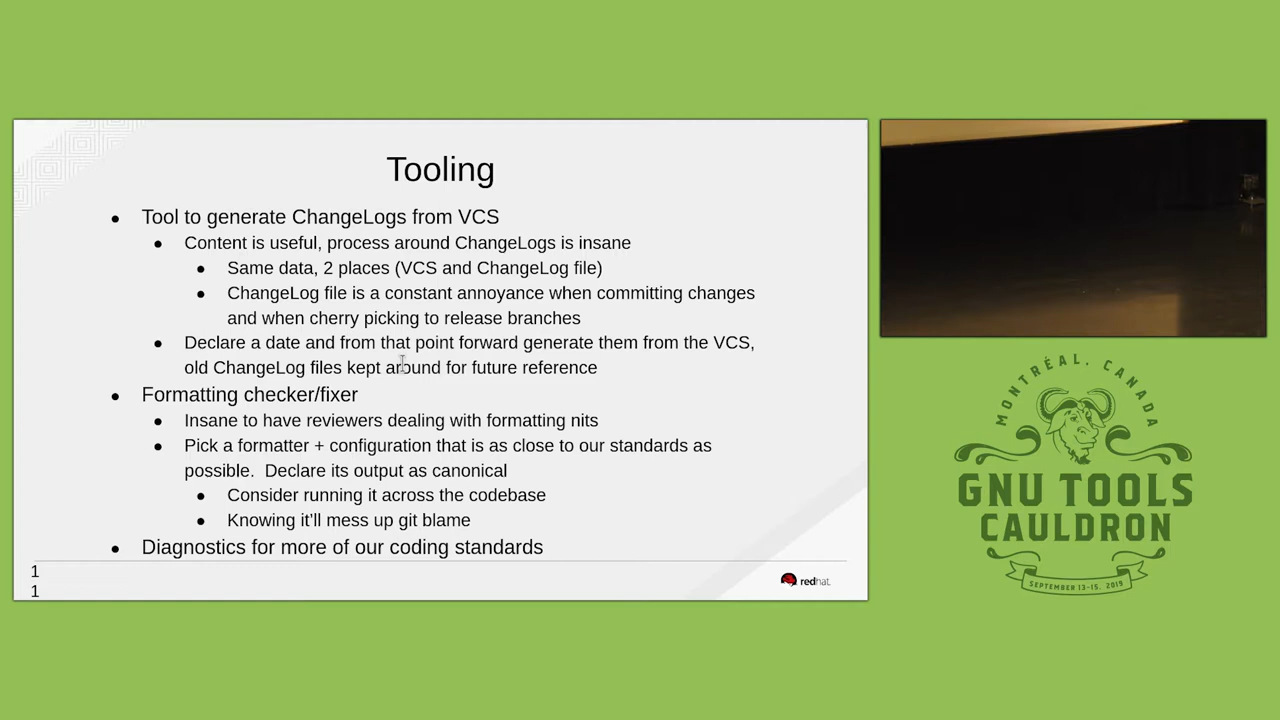 Tooling
● Tool to generate ChangeLogs from VCS
● Content is useful, process around ChangeLogs is insane
● Same data, 2 places (VCS and ChangeLog file)
● ChangeLog file is a constant annoyance when committing changes
and when cherry picking to release branches
● Declare a date and from that point forward generate them from the VCS,
old ChangeLog files kept around for future reference
● Formatting checker/fixer
● Insane to have reviewers dealing with formatting nits
● Pick a formatter + configuration that is as close to our standards as
possible.  Declare its output as canonical
● Consider running it across the codebase
● Knowing it’ll mess up git blame
● Diagnostics for more of our coding standards
1
1
redhat.
MONTRÉAL, CANADA
GNU TOOLS
CAULDRON
SEPTEMBER 13-15, 2019